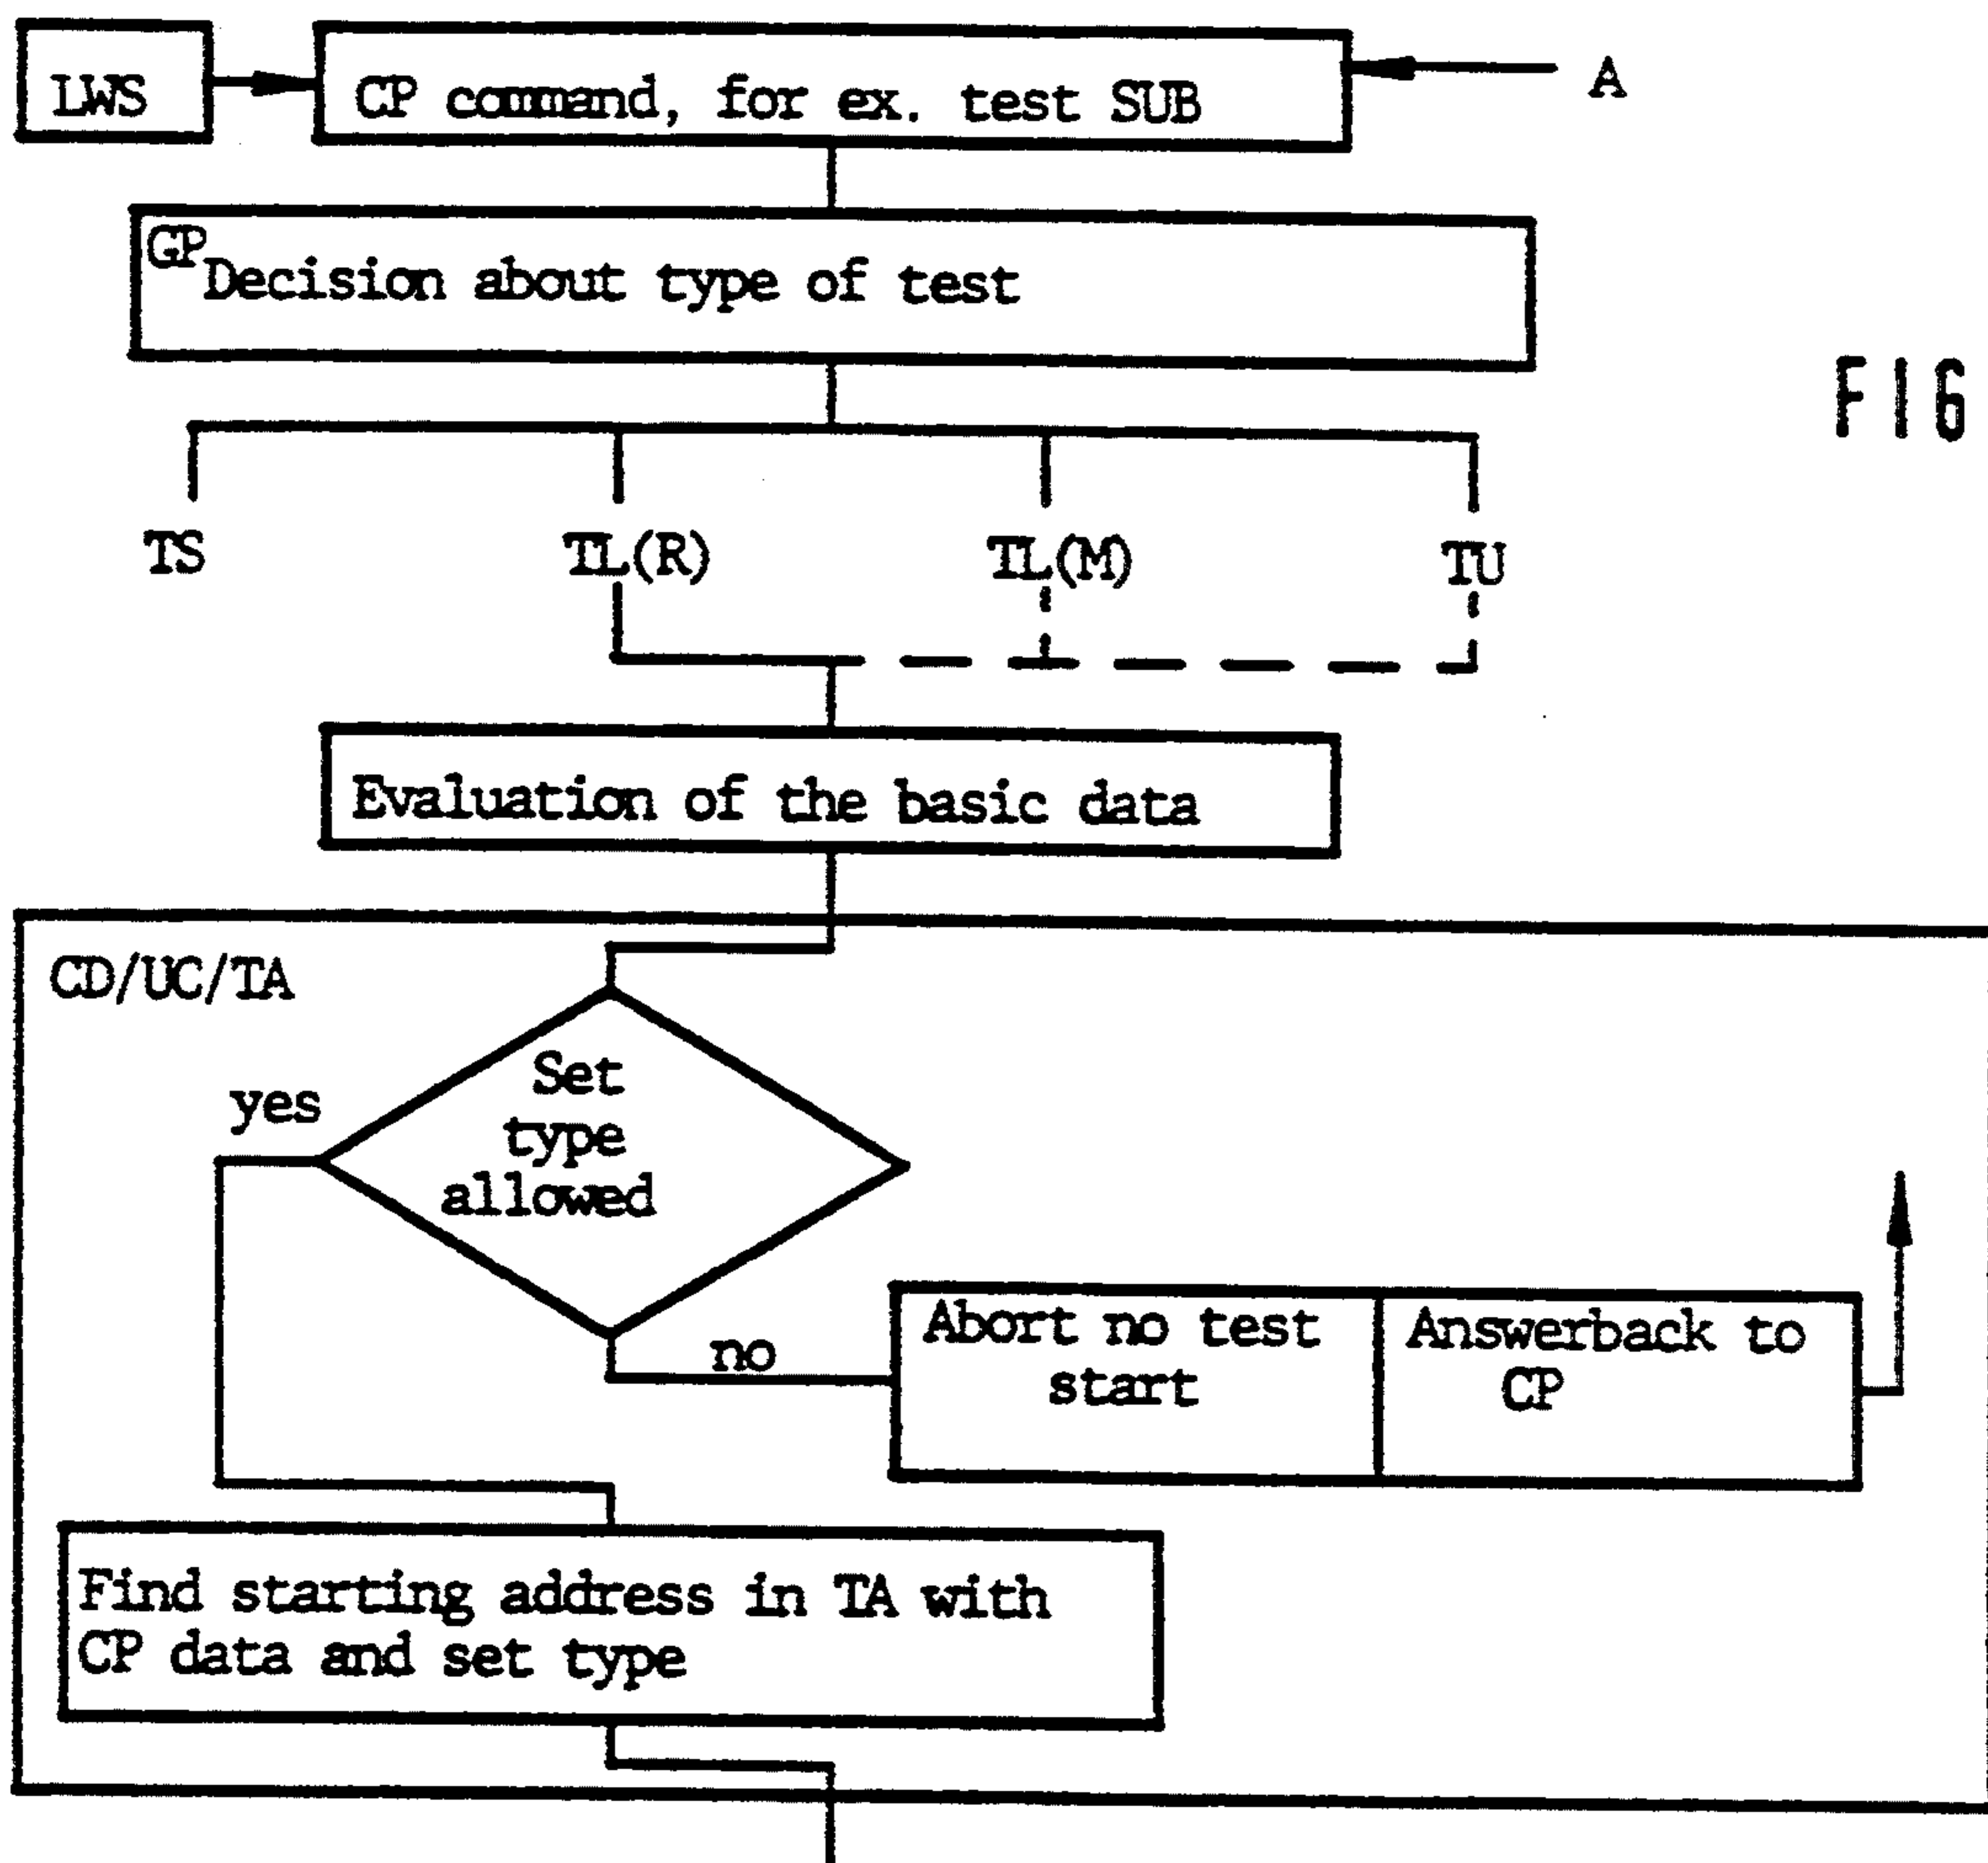 LWS
CP command, for ex. test SUB
A
GP
Decision about type of test
FIG
TS
TL(R)
TL(M)
TU
Evaluation of the basic data
CD/UC/TA
Set
type
allowed
yes
no
Abort no test
start
Answerback to
CP
Find starting address in TA with
CP data and set type